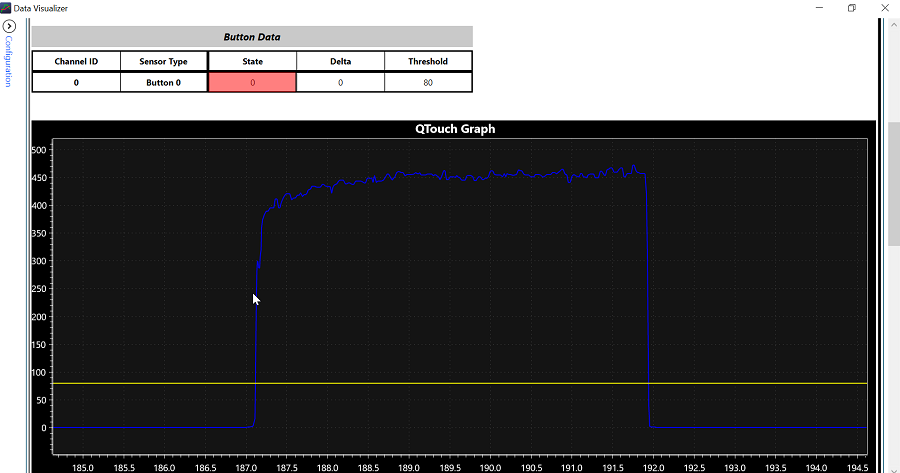 Data Visualizer
Configuration
Button Data
Channel ID Sensor Type State Delta Threshold
0 Button 0 0 0 80
QTouch Graph
500
450
400
350
300
250
200
150
100
50
0
185.0 185.5 186.0 186.5 187.0 187.5 188.0 188.5 189.0 189.5 190.0 190.5 191.0 191.5 192.0 192.5 193.0 193.5 194.0 194.5